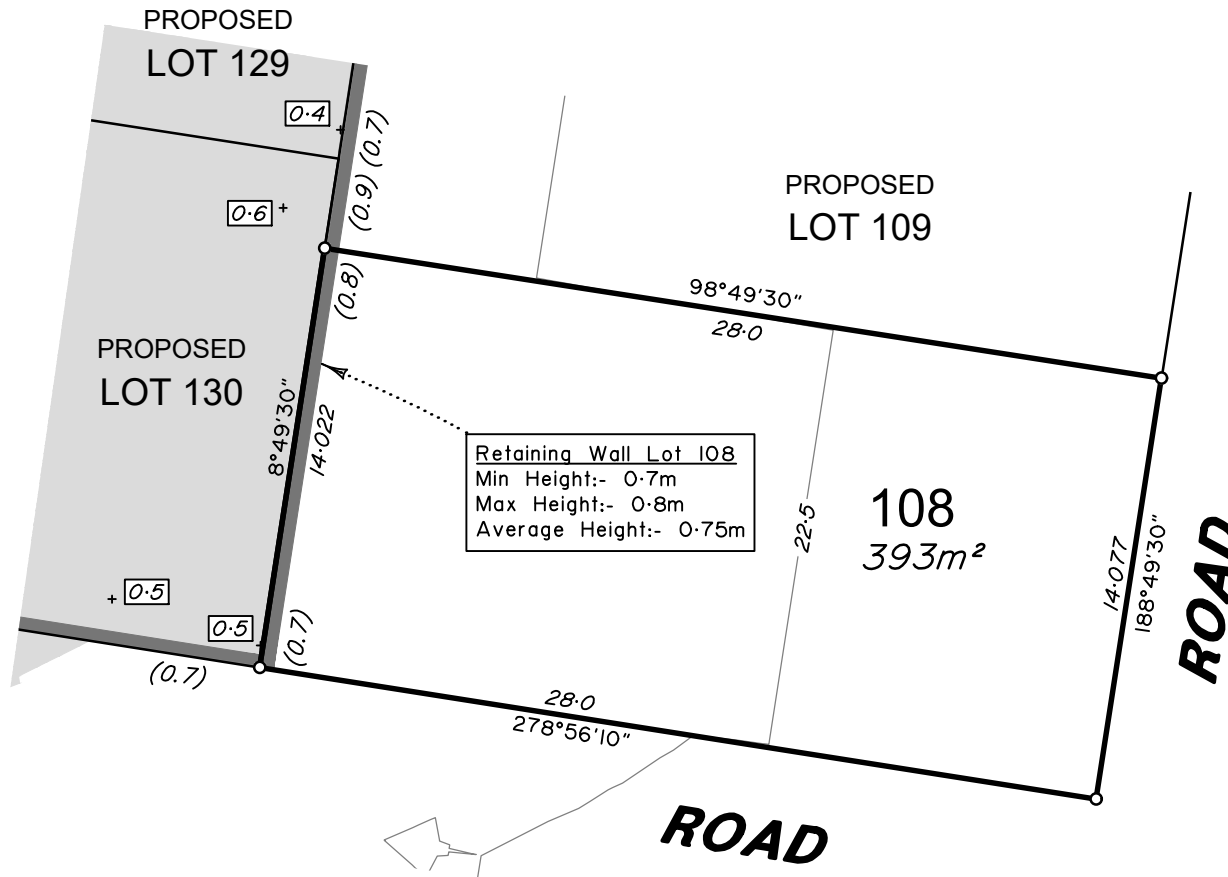 PROPOSED
LOT 129
0·4
(0.7)
(0.9)
0·6
PROPOSED
LOT 109
(0.8)
98°49'30"
28·0
PROPOSED
LOT 130
8°49'30"
14·022
Retaining Wall Lot 108
Min Height:- 0·7m
Max Height:- 0·8m
Average Height:- 0·75m
22·5
108
393m²
14·077
188°49'30"
ROAD
0·5
0·5
(0.7)
(0.7)
28·0
278°56'10"
ROAD